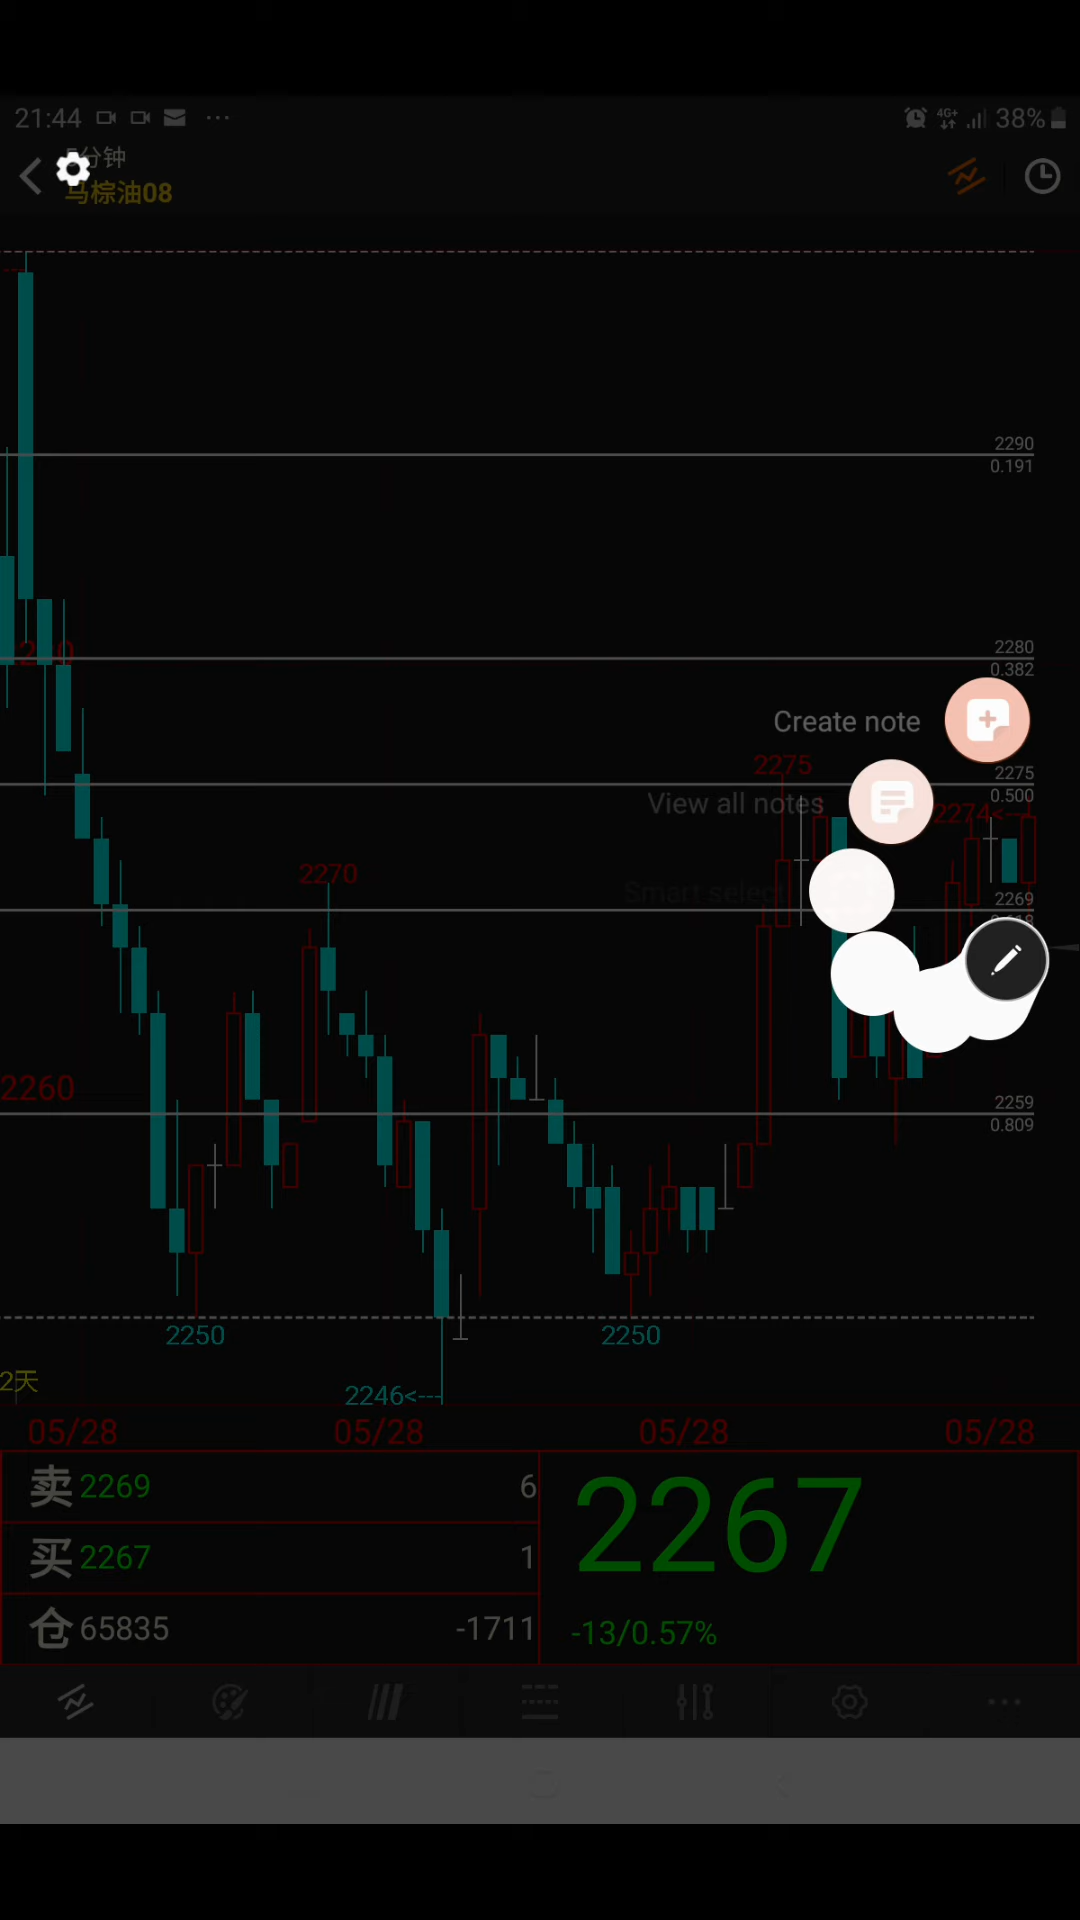 21:44 ... 4G+ 38%
5分钟
马棕油08
2290
0.191
2280
0.382
Create note
2275
2275
0.500
View all notes
2274<--
2270
Smart select
2269
2260
2259
0.809
2250
2250
2天
2246<---
05/28 05/28 05/28 05/28
卖 2269 6
2267
买 2267 1
仓 65835 -1711
-13/0.57%